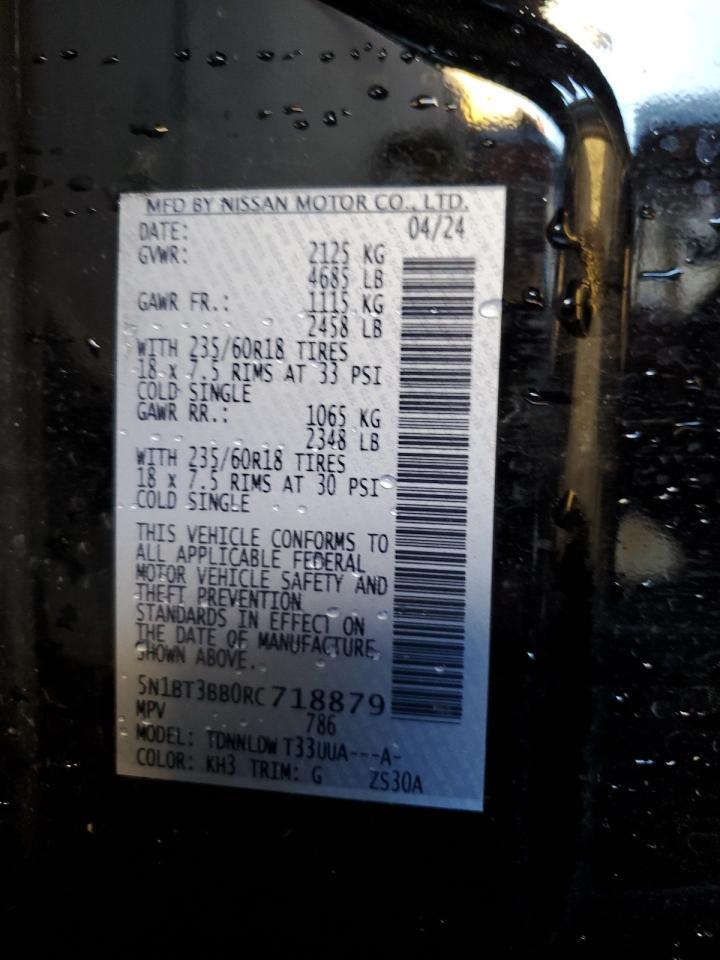 MFD BY NISSAN MOTOR CO., LTD.
DATE: 04/24
GVWR: 2125 KG
4685 LB
GAWR FR.: 1115 KG
2458 LB
WITH 235/60R18 TIRES
18 x 7.5 RIMS AT 33 PSI
COLD SINGLE
GAWR RR.: 1065 KG
2348 LB
WITH 235/60R18 TIRES
18 x 7.5 RIMS AT 30 PSI
COLD SINGLE
THIS VEHICLE CONFORMS TO
ALL APPLICABLE FEDERAL
MOTOR VEHICLE SAFETY AND
THEFT PREVENTION
STANDARDS IN EFFECT ON
THE DATE OF MANUFACTURE
SHOWN ABOVE.
5N1BT3BB0RC718879
MPV 786
MODEL: TDNNLDW T33UUA---A-
COLOR: KH3 TRIM: G ZS30A